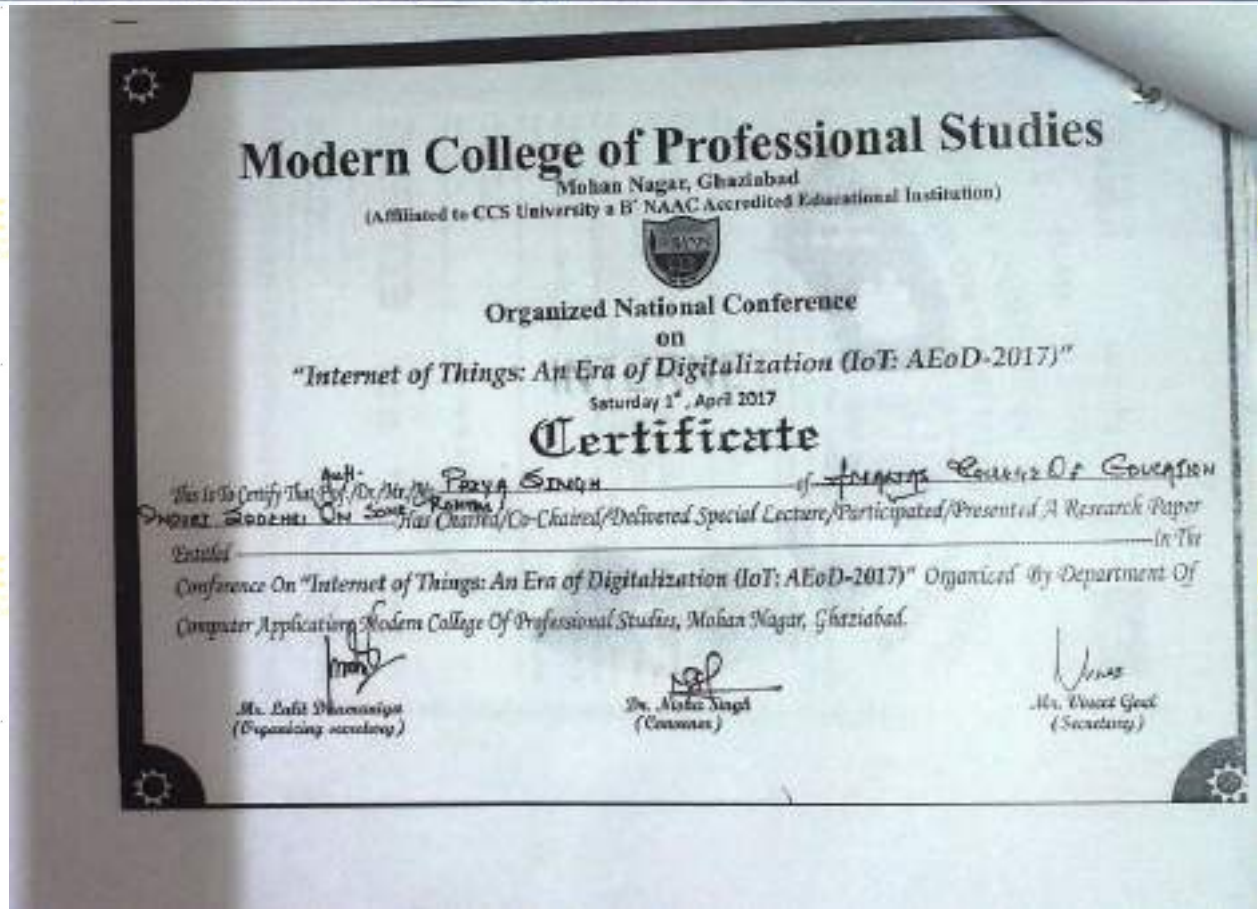 Modern College of Professional Studies
Mohan Nagar, Ghaziabad
(Affiliated to CCS University a B+ NAAC Accredited Educational Institution)
Organized National Conference
on
"Internet of Things: An Era of Digitalization (IoT: AEoD-2017)"
Saturday 1st, April 2017
Certificate
This Is To Certify That Prof./Dr./Mr./Ms. PRIYA SINGH of COLLEGE OF EDUCATION
Has Chaired/Co-Chaired/Delivered Special Lecture/Participated/Presented A Research Paper
Entitled In The
Conference On "Internet of Things: An Era of Digitalization (IoT: AEoD-2017)" Organized By Department Of
Computer Application, Modern College Of Professional Studies, Mohan Nagar, Ghaziabad.
Mr. Lalit Dr. Nisha Singh Mr. Vineet Goel
(Organizing secretary) (Convener) (Secretary)